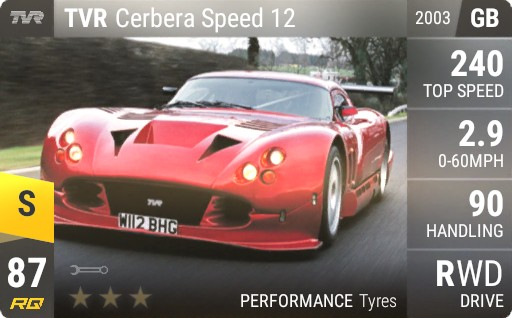 TVR TVR Cerbera Speed 12 2003 GB
240
TOP SPEED
2.9
0-60MPH
90
HANDLING
RWD
DRIVE
S
87
RQ
TVR
W112 BHG
PERFORMANCE Tyres